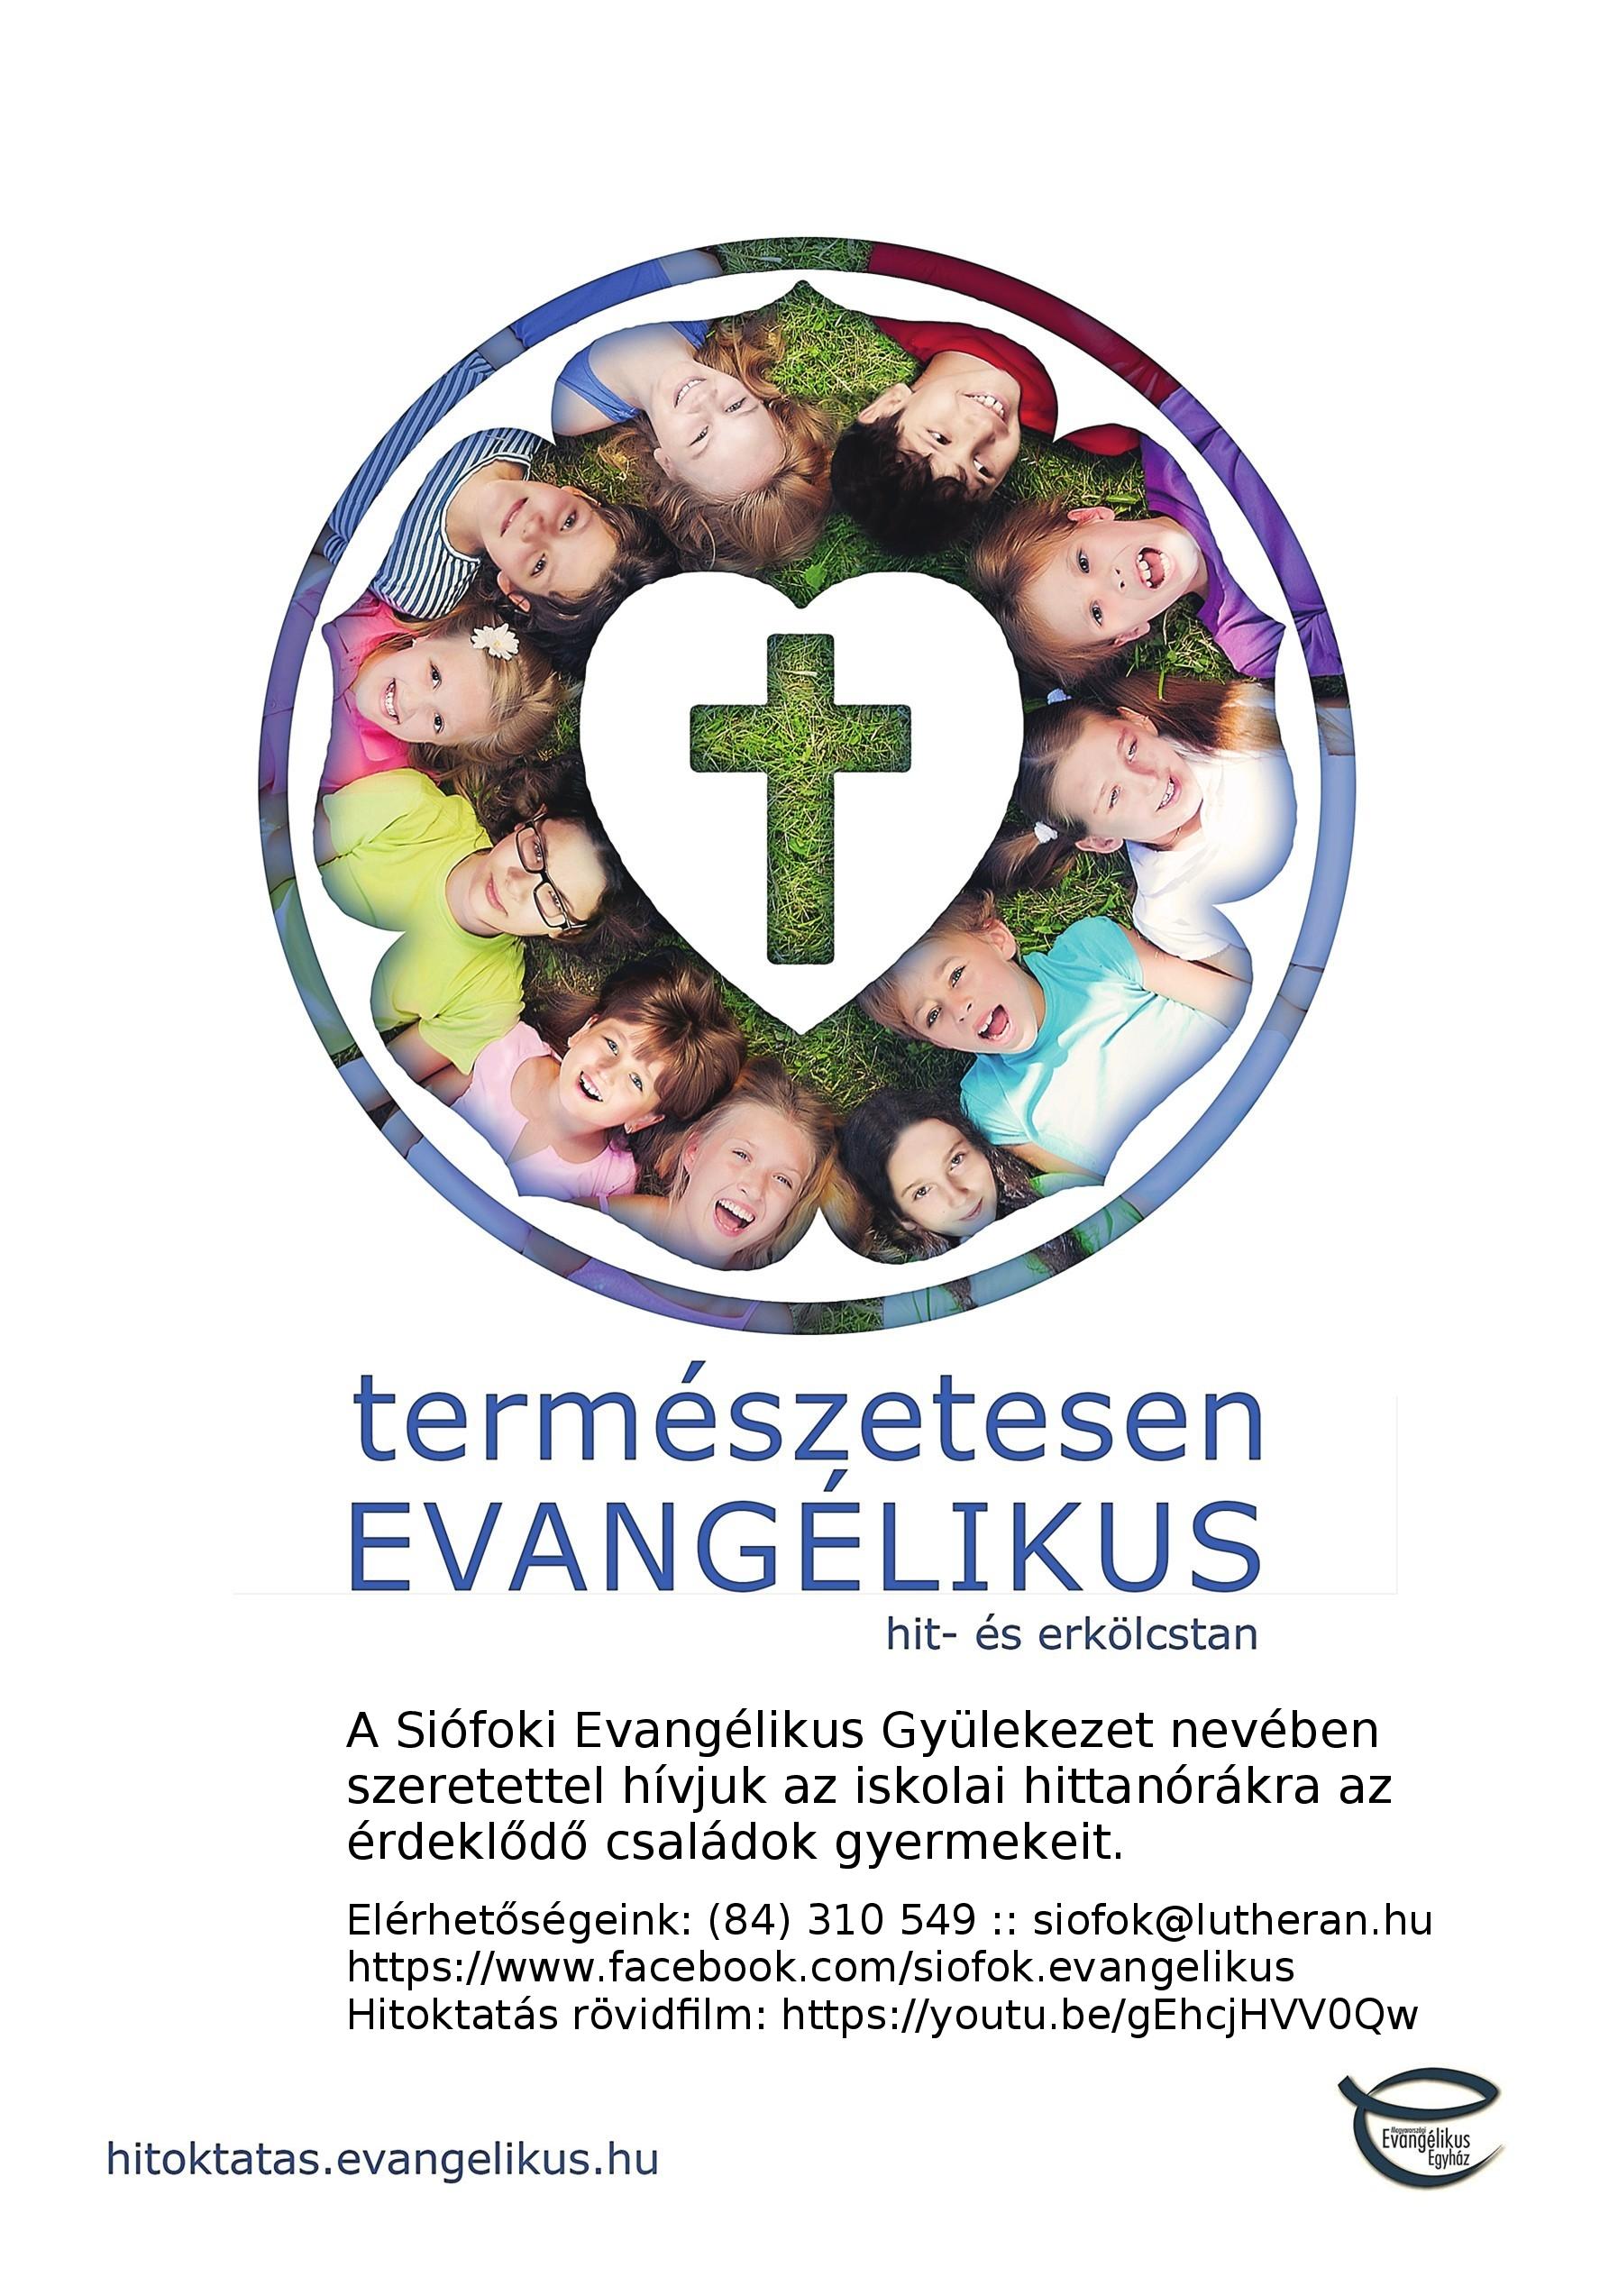 természetesen
EVANGÉLIKUS
hit- és erkölcstan
A Siófoki Evangélikus Gyülekezet nevében
szeretettel hívjuk az iskolai hittanórákra az
érdeklődő családok gyermekeit.
Elérhetőségeink: (84) 310 549 :: siofok@lutheran.hu
https://www.facebook.com/siofok.evangelikus
Hitoktatás rövidfilm: https://youtu.be/gEhcjHVV0Qw
hitoktatas.evangelikus.hu
Magyarországi
Evangélikus
Egyház